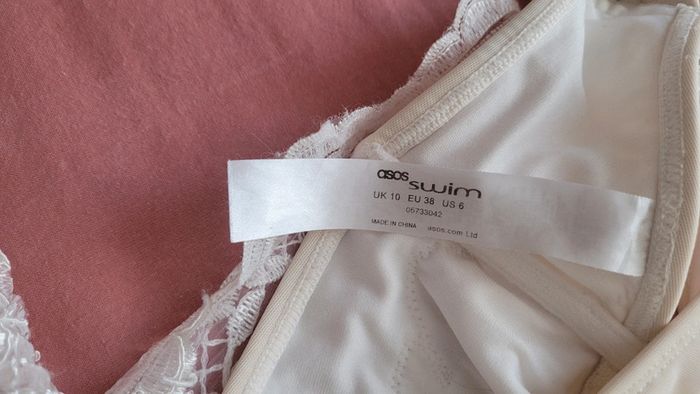 asos
swim
UK 10 EU 38 US 6
05733042
MADE IN CHINA asos.com Ltd